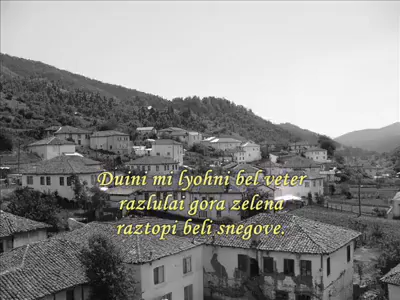 Duini mi lyohni bel veter
razlulai gora zelena
raztopi beli snegove.